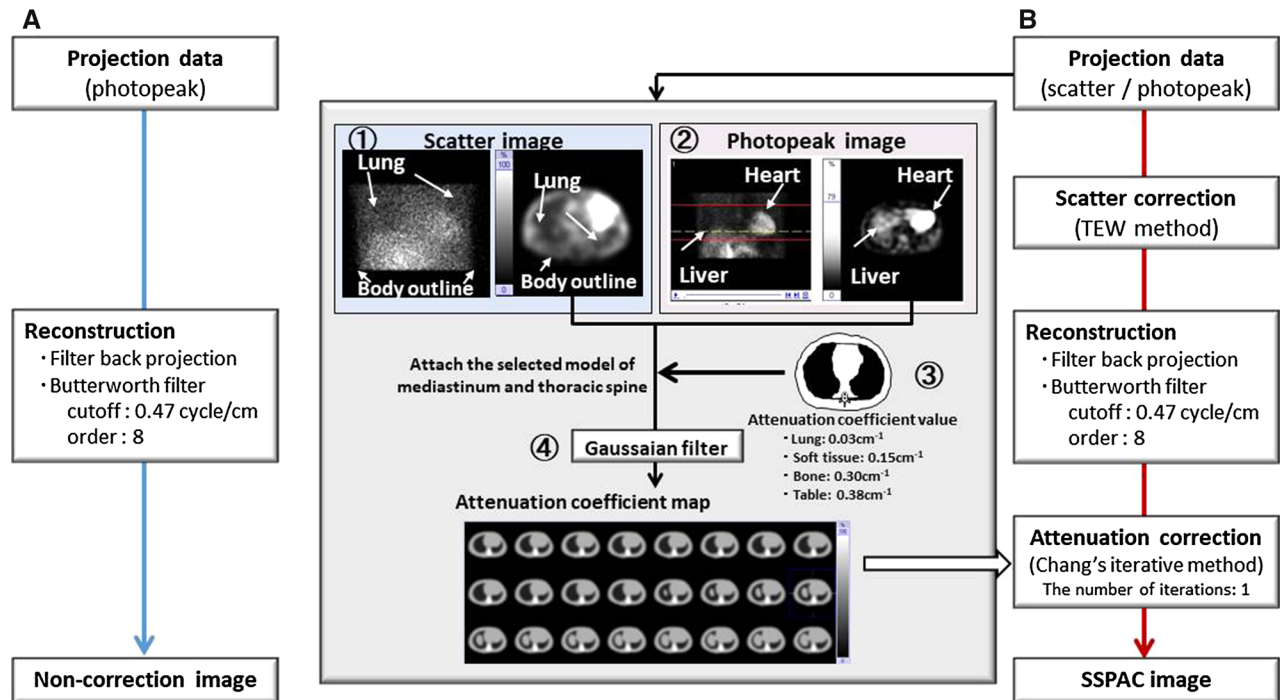 A
Projection data
(photopeak)
Reconstruction
・Filter back projection
・Butterworth filter
cutoff : 0.47 cycle/cm
order : 8
Non-correction image
① Scatter image
Lung
Body outline
%
100
0
Lung
Body outline
② Photopeak image
Heart
Liver
%
79
0
Heart
Liver
Attach the selected model of
mediastinum and thoracic spine
③
Attenuation coefficient value
・Lung: 0.03cm⁻¹
・Soft tissue: 0.15cm⁻¹
・Bone: 0.30cm⁻¹
・Table: 0.38cm⁻¹
④ Gaussaian filter
Attenuation coefficient map
B
Projection data
(scatter / photopeak)
Scatter correction
(TEW method)
Reconstruction
・Filter back projection
・Butterworth filter
cutoff : 0.47 cycle/cm
order : 8
Attenuation correction
(Chang's iterative method)
The number of iterations: 1
SSPAC image